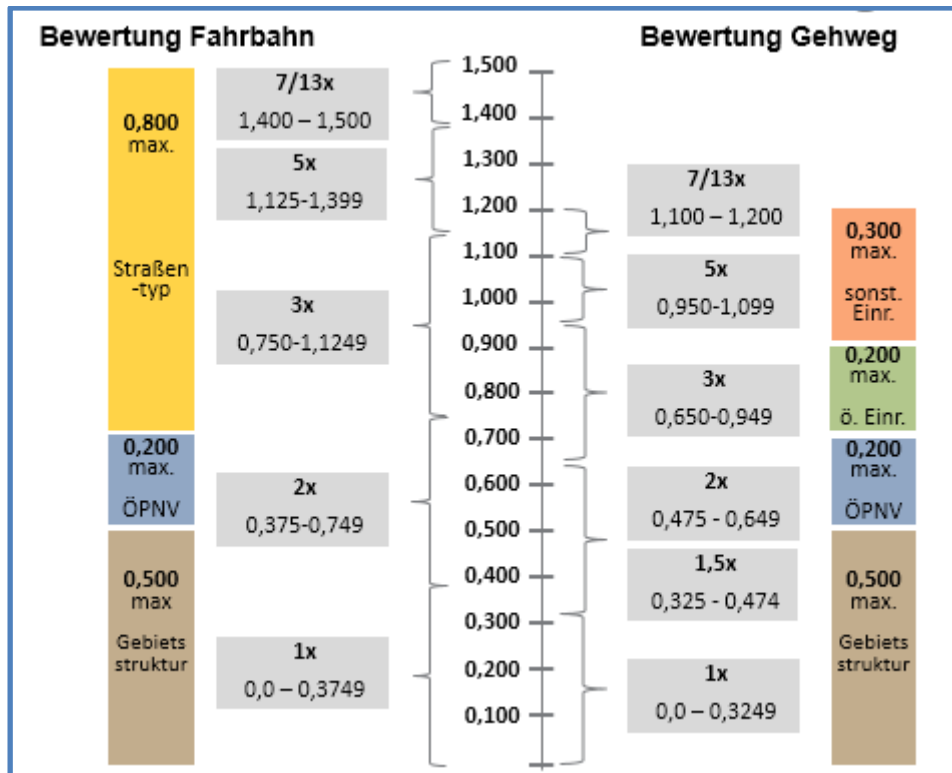 Bewertung Fahrbahn
0,800
max.
Straßen
-typ
0,200
max.
ÖPNV
0,500
max
Gebiets
struktur
7/13x
1,400 – 1,500
5x
1,125-1,399
3x
0,750-1,1249
2x
0,375-0,749
1x
0,0 – 0,3749
1,500
1,400
1,300
1,200
1,100
1,000
0,900
0,800
0,700
0,600
0,500
0,400
0,300
0,200
0,100
Bewertung Gehweg
7/13x
1,100 – 1,200
5x
0,950-1,099
3x
0,650-0,949
2x
0,475 - 0,649
1,5x
0,325 - 0,474
1x
0,0 – 0,3249
0,300
max.
sonst.
Einr.
0,200
max.
ö. Einr.
0,200
max.
ÖPNV
0,500
max.
Gebiets
struktur